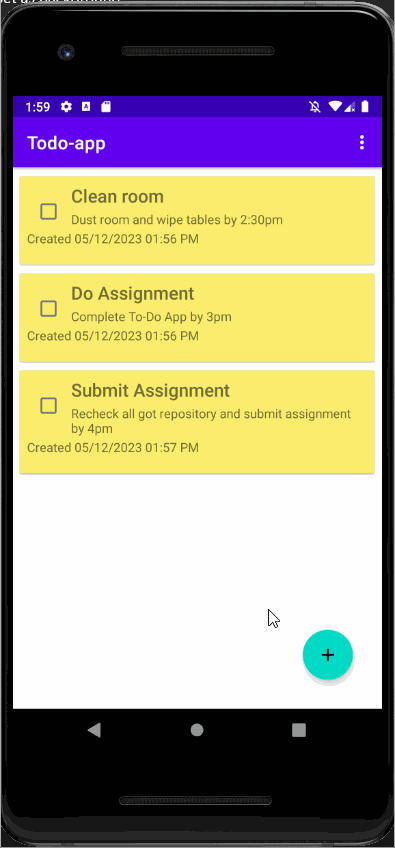 1:59
Todo-app
Clean room
Dust room and wipe tables by 2:30pm
Created 05/12/2023 01:56 PM
Do Assignment
Complete To-Do App by 3pm
Created 05/12/2023 01:56 PM
Submit Assignment
Recheck all got repository and submit assignment
by 4pm
Created 05/12/2023 01:57 PM